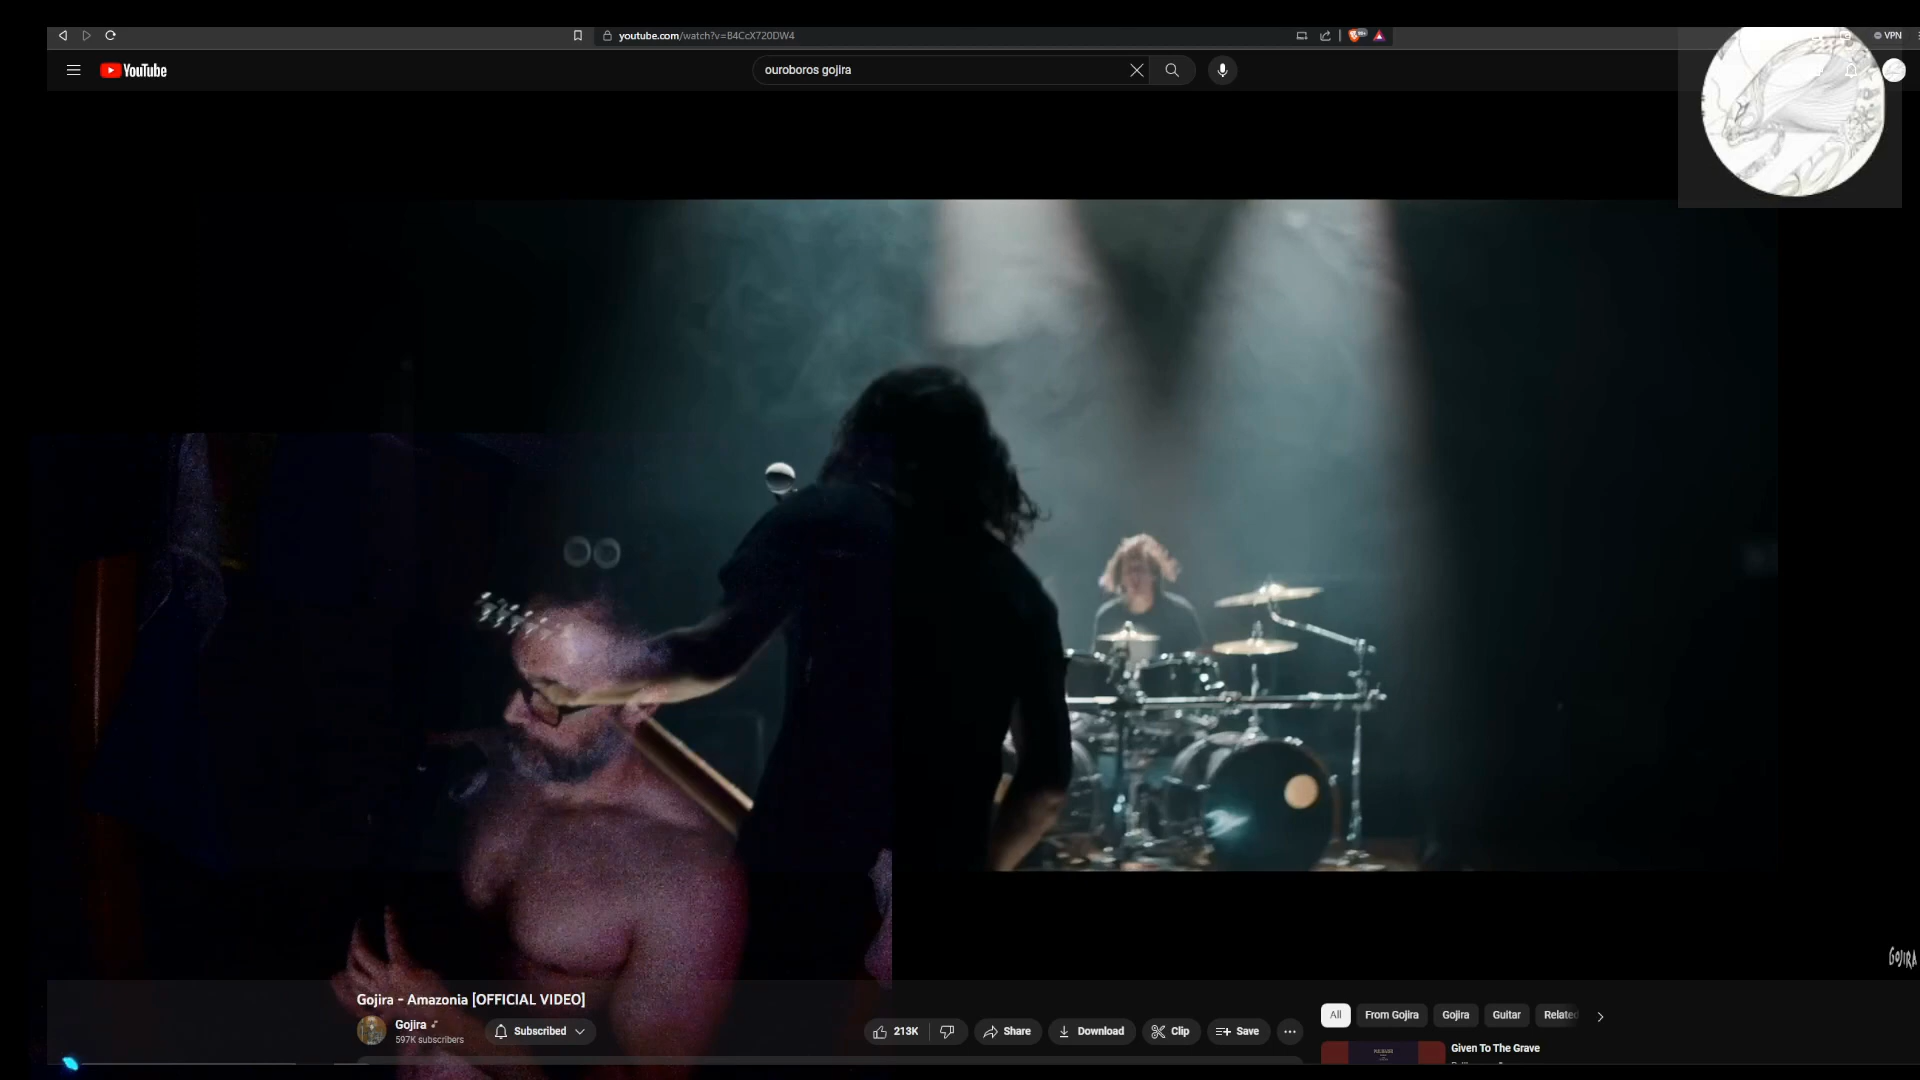 youtube.com/watch?v=B4CcX720DW4
VPN
YouTube
ouroboros gojira
GOJIRA
Gojira - Amazonia [OFFICIAL VIDEO]
Gojira
597K subscribers
Subscribed
213K
Share
Download
Clip
Save
All
From Gojira
Gojira
Guitar
Related
Given To The Grave